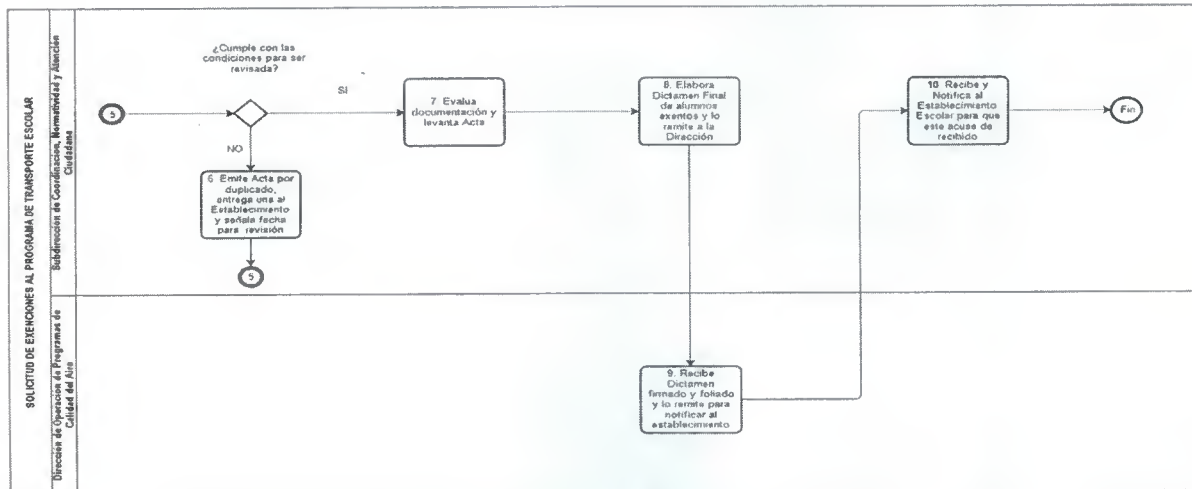 SOLICITUD DE EXENCIONES AL PROGRAMA DE TRANSPORTE ESCOLAR
Subdirección de Coordinación, Normatividad y Atención
Ciudadana
5
¿Cumple con las
condiciones para ser
revisada?
SI
NO
6 Emite Acta por
duplicado,
entrega una al
Establecimiento
y señala fecha
para revisión
5
7 Evalua
documentación y
levanta Acta
8. Elabora
Dictamen Final
de alumnos
exentos y lo
remite a la
Dirección
10 Recibe y
Notifica al
Establecimiento
Escolar para que
este acuse de
recibido
Fin
Dirección de Operación de Programas de
Calidad del Aire
9. Recibe
Dictamen
firmado y foliado
y lo remite para
notificar al
establecimiento